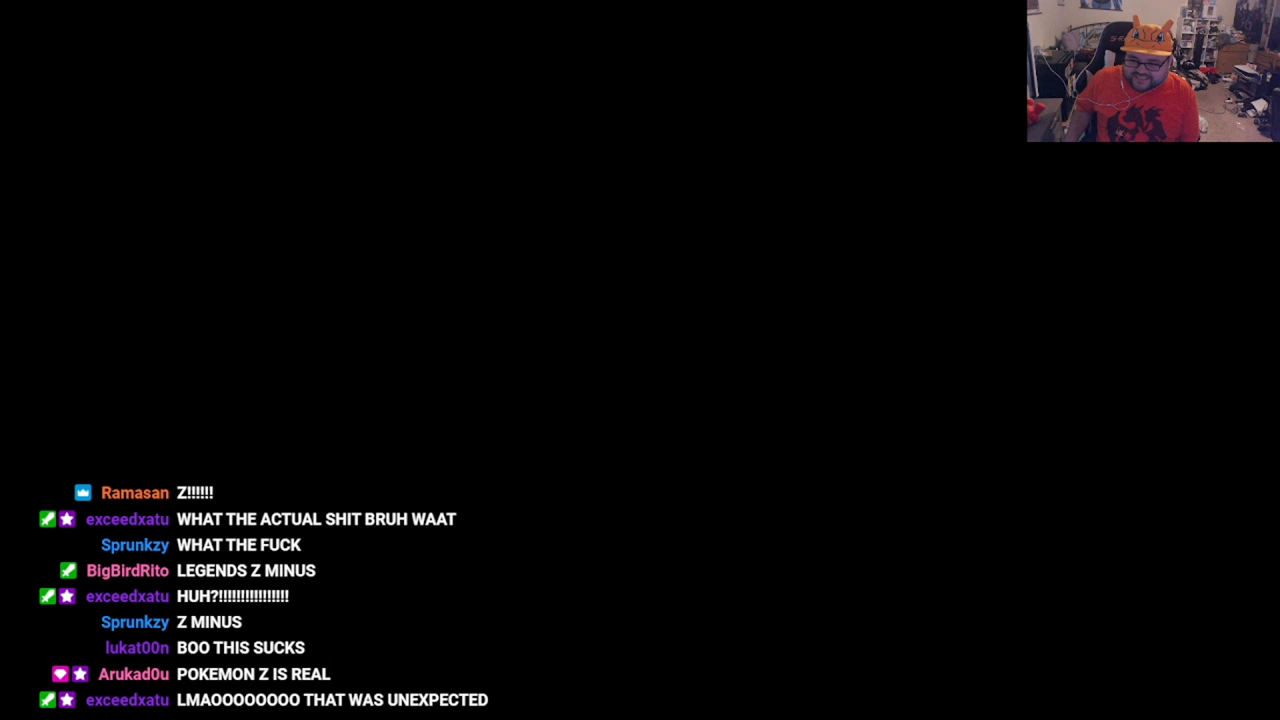 Ramasan Z!!!!!!
exceedxatu WHAT THE ACTUAL SHIT BRUH WAAT
Sprunkzy WHAT THE FUCK
BigBirdRito LEGENDS Z MINUS
exceedxatu HUH?!!!!!!!!!!!!!!!!
Sprunkzy Z MINUS
lukat00n BOO THIS SUCKS
Arukad0u POKEMON Z IS REAL
exceedxatu LMAOOOOOOOO THAT WAS UNEXPECTED